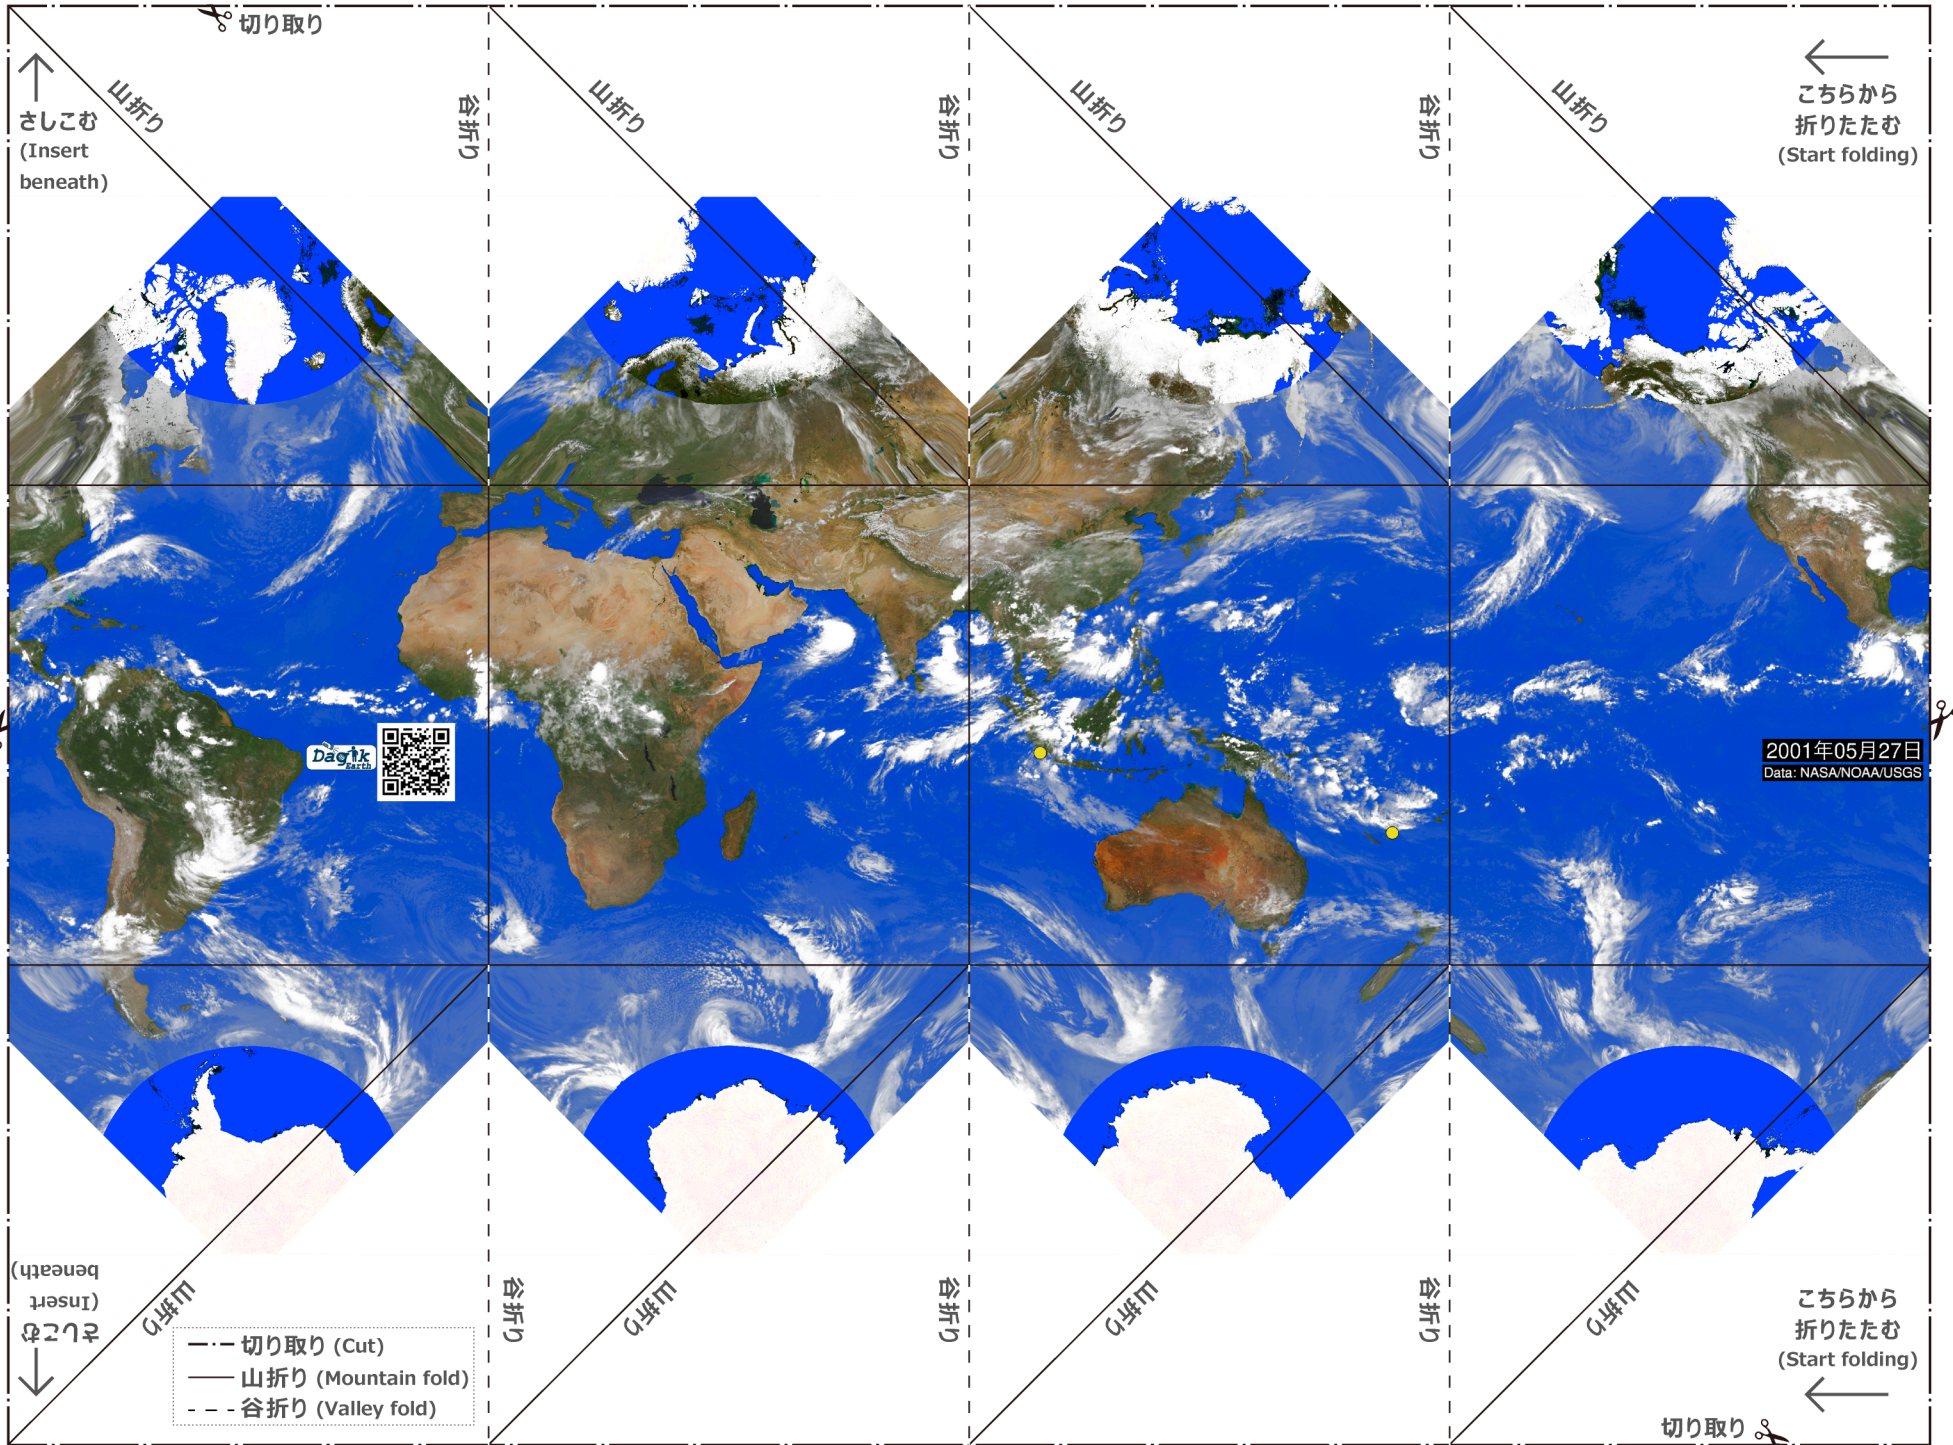 切り取り
山折り
山折り
山折り
山折り
谷折り
谷折り
谷折り
さしこむ
(Insert
beneath)
こちらから
折りたたむ
(Start folding)
Dagik
Earth
2001年05月27日
Data: NASA/NOAA/USGS
さしこむ
(Insert
beneath)
山折り
山折り
山折り
山折り
谷折り
谷折り
谷折り
こちらから
折りたたむ
(Start folding)
切り取り (Cut)
山折り (Mountain fold)
谷折り (Valley fold)
切り取り